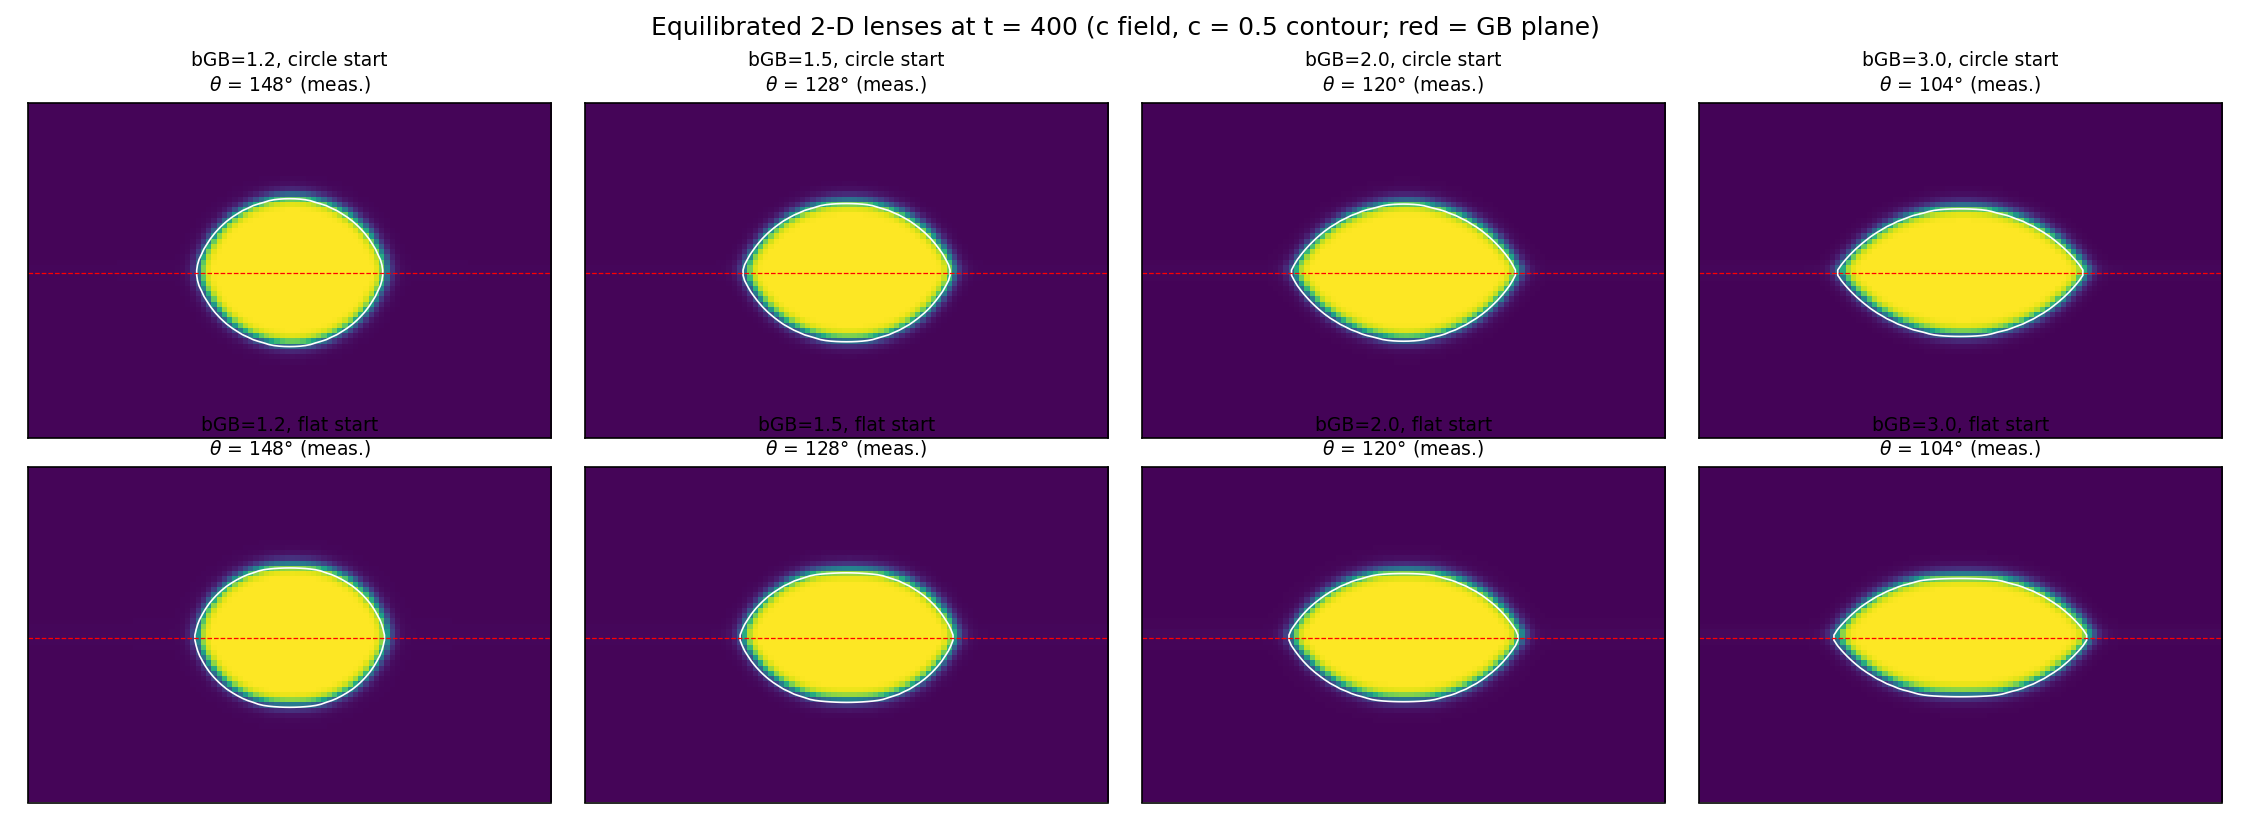 Equilibrated 2-D lenses at t = 400 (c field, c = 0.5 contour; red = GB plane)
bGB=1.2, circle start
θ = 148° (meas.)
bGB=1.5, circle start
θ = 128° (meas.)
bGB=2.0, circle start
θ = 120° (meas.)
bGB=3.0, circle start
θ = 104° (meas.)
bGB=1.2, flat start
θ = 148° (meas.)
bGB=1.5, flat start
θ = 128° (meas.)
bGB=2.0, flat start
θ = 120° (meas.)
bGB=3.0, flat start
θ = 104° (meas.)